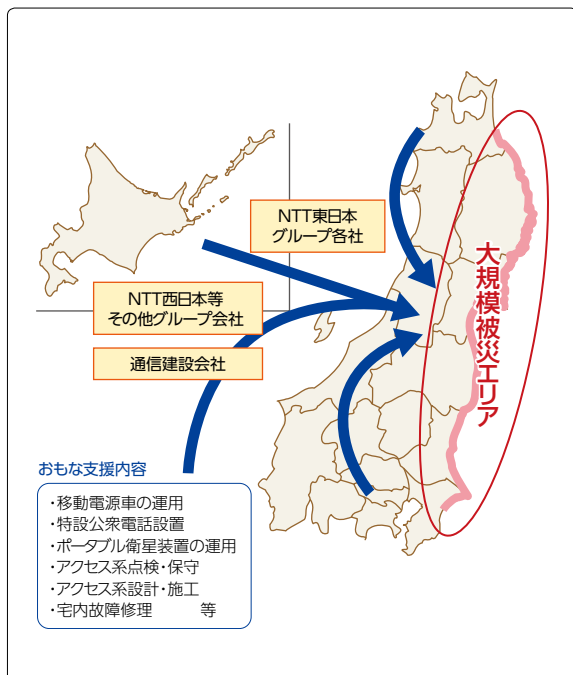 NTT東日本
グループ各社
NTT西日本等
その他グループ会社
通信建設会社
大規模被災エリア
おもな支援内容
・移動電源車の運用
・特設公衆電話設置
・ポータブル衛星装置の運用
・アクセス系点検・保守
・アクセス系設計・施工
・宅内故障修理　　　等